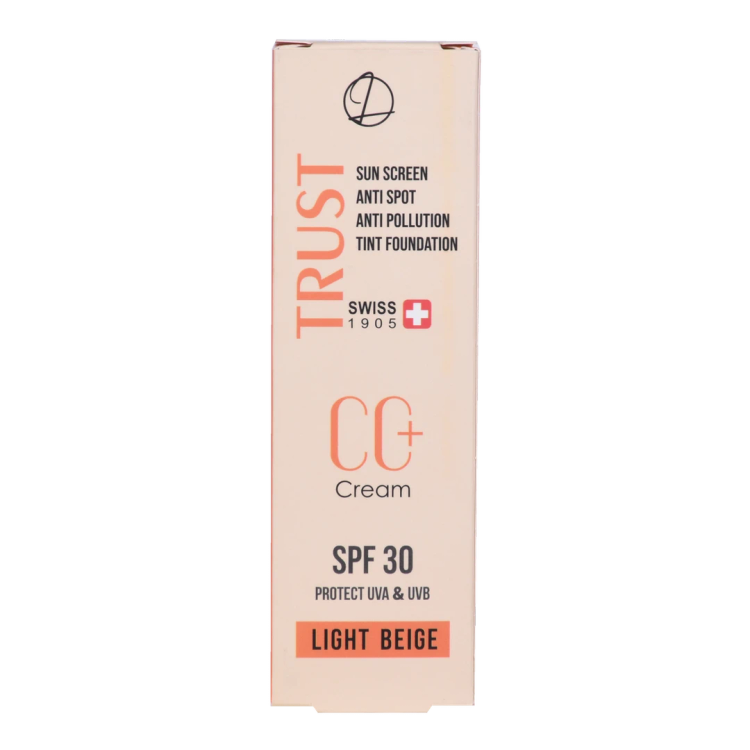 TRUST
SUN SCREEN
ANTI SPOT
ANTI POLLUTION
TINT FOUNDATION
SWISS
1905
CC+
Cream
SPF 30
PROTECT UVA & UVB
LIGHT BEIGE